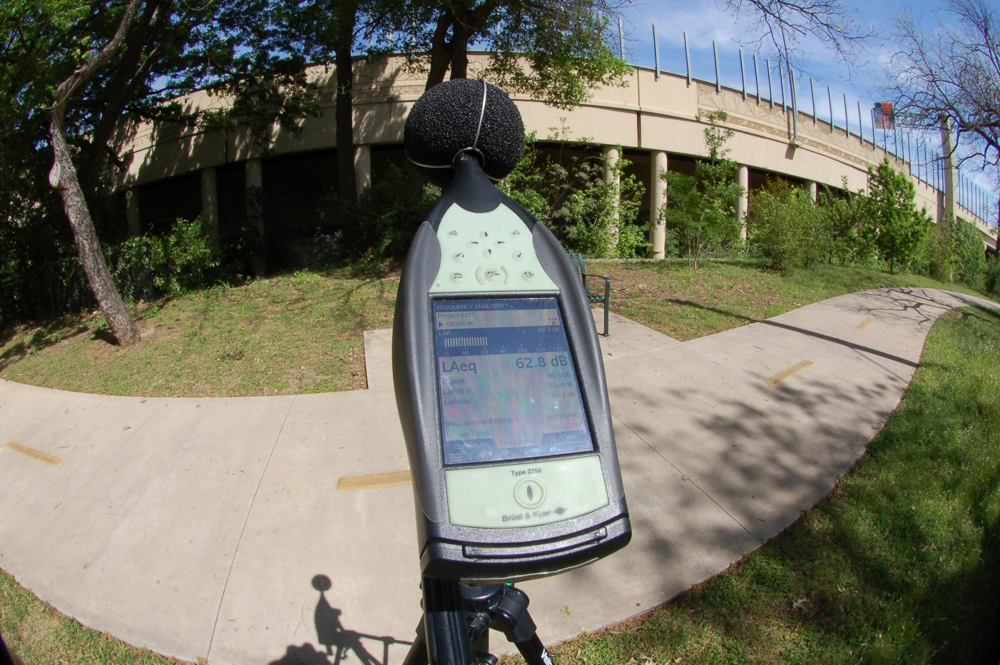 FREQUENCY ANALYZER*
Project 617*
00:00:46
LAF 63.3 dB
20 40 60 80 100 120 140
LAeq 62.8 dB
88.3 dB
LAF90.0 61.4 dB
LAFmax 66.1 dB
Measurement Mode Automatic
Preset Time 00:10:00
Spectrum Broadband
Type 2250
Brüel & Kjær